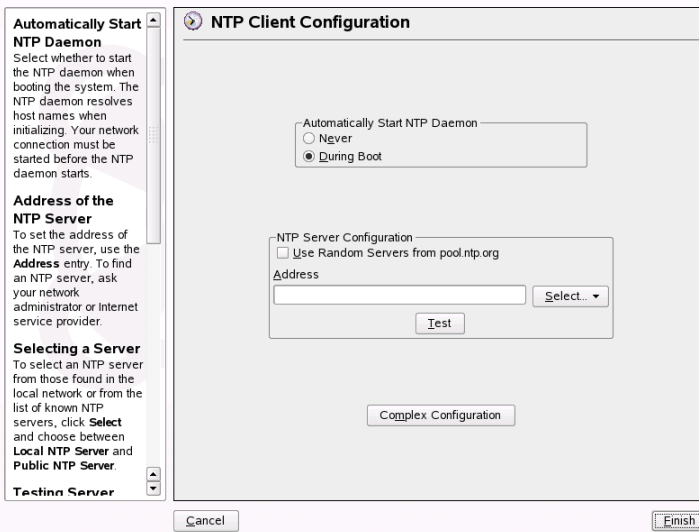 Automatically Start
NTP Daemon
Select whether to start
the NTP daemon when
booting the system. The
NTP daemon resolves
host names when
initializing. Your network
connection must be
started before the NTP
daemon starts.
Address of the
NTP Server
To set the address of
the NTP server, use the
Address entry. To find
an NTP server, ask
your network
administrator or Internet
service provider.
Selecting a Server
To select an NTP server
from those found in the
local network or from the
list of known NTP
servers, click Select
and choose between
Local NTP Server and
Public NTP Server.
Testing Server
NTP Client Configuration
Automatically Start NTP Daemon
Never
During Boot
NTP Server Configuration
Use Random Servers from pool.ntp.org
Address
Select...
Test
Complex Configuration
Cancel
Finish